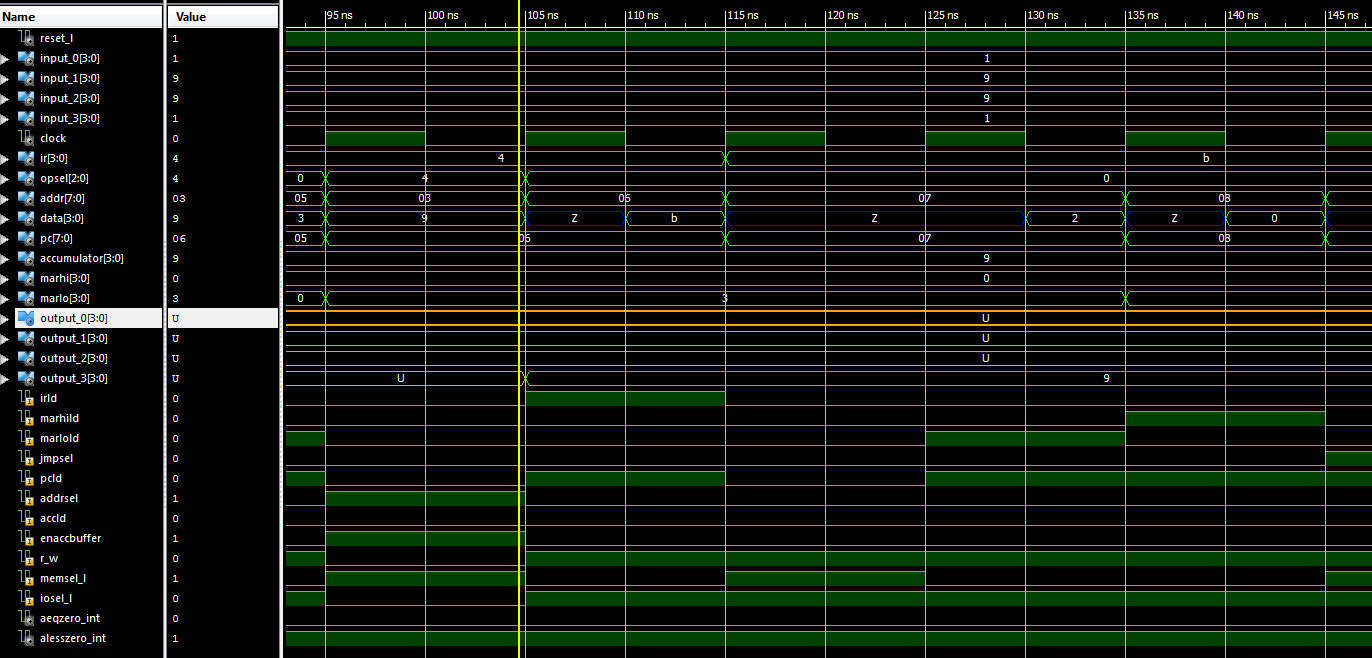 Name Value 95 ns 100 ns 105 ns 110 ns 115 ns 120 ns 125 ns 130 ns 135 ns 140 ns 145 ns
reset_l 1
input_0[3:0] 1 1
input_1[3:0] 9 9
input_2[3:0] 9 9
input_3[3:0] 1 1
clock 0
ir[3:0] 4 4 b
opsel[2:0] 4 0 4 0
addr[7:0] 03 05 03 06 07 08
data[3:0] 9 3 9 Z b Z 2 Z 0
pc[7:0] 06 05 06 07 08
accumulator[3:0] 9 9
marhi[3:0] 0 0
marlo[3:0] 3 0 3
output_0[3:0] U U
output_1[3:0] U U
output_2[3:0] U U
output_3[3:0] U U 9
irld 0
marhild 0
marlold 0
jmpsel 0
pcld 0
addrsel 1
accld 0
enaccbuffer 1
r_w 0
memsel_l 1
iosel_l 0
aeqzero_int 0
alesszero_int 1